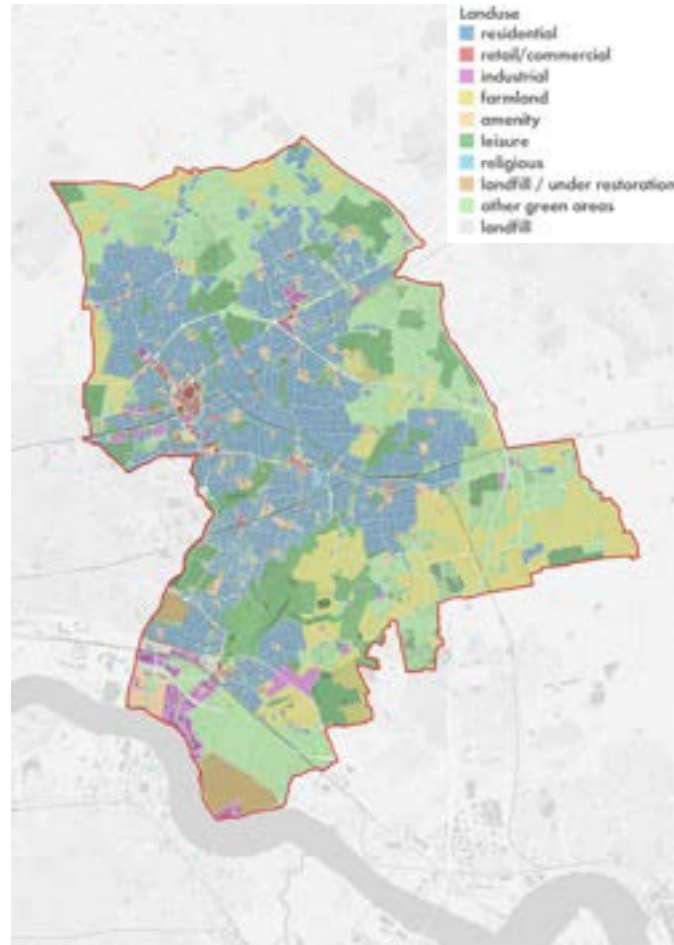 Landuse
residential
retail/commercial
industrial
farmland
amenity
leisure
religious
landfill / under restoration
other green areas
landfill